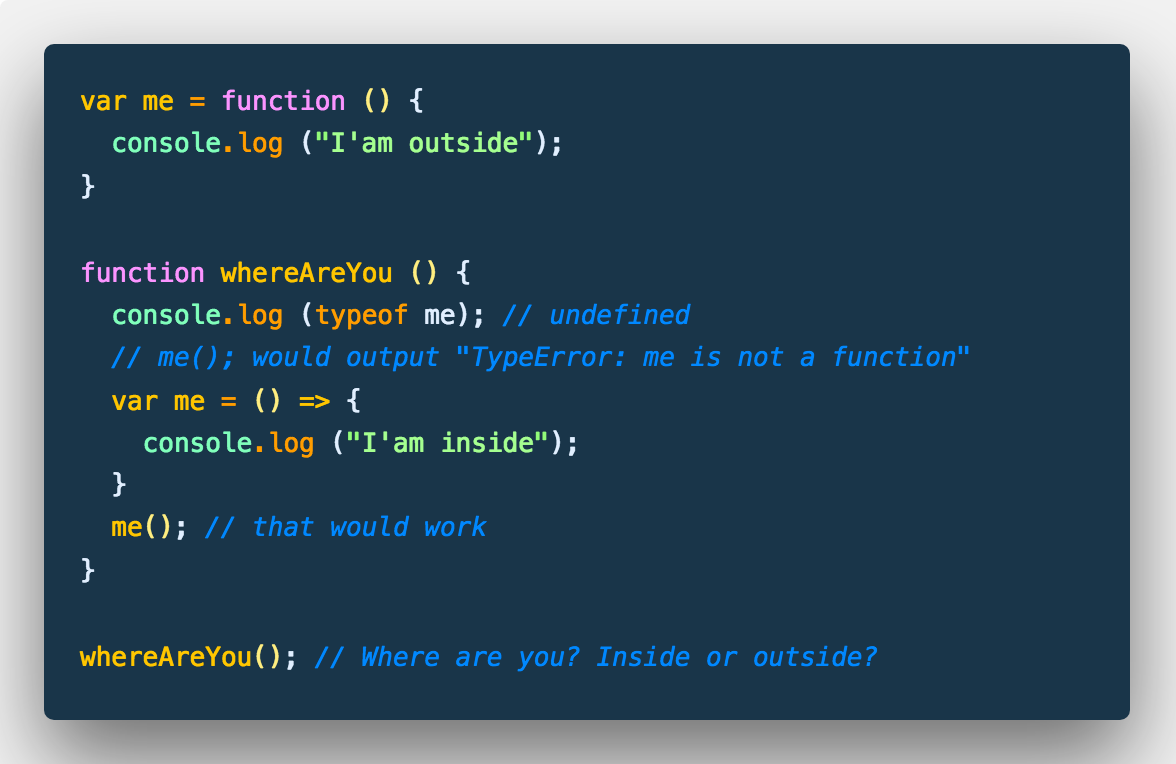 var me = function () {
  console.log ("I'am outside");
}

function whereAreYou () {
  console.log (typeof me); // undefined
  // me(); would output "TypeError: me is not a function"
  var me = () => {
    console.log ("I'am inside");
  }
  me(); // that would work
}

whereAreYou(); // Where are you? Inside or outside?